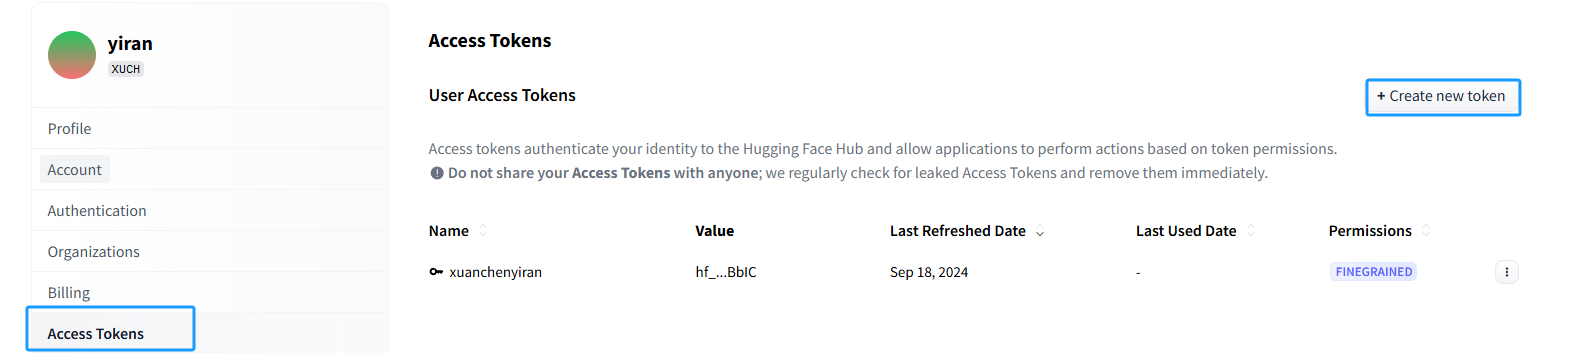 yiran
XUCH
Profile
Account
Authentication
Organizations
Billing
Access Tokens
Access Tokens
User Access Tokens
+ Create new token
Access tokens authenticate your identity to the Hugging Face Hub and allow applications to perform actions based on token permissions.
Do not share your Access Tokens with anyone; we regularly check for leaked Access Tokens and remove them immediately.
Name Value Last Refreshed Date Last Used Date Permissions
xuanchenyiran hf_...BbIC Sep 18, 2024 - FINEGRAINED